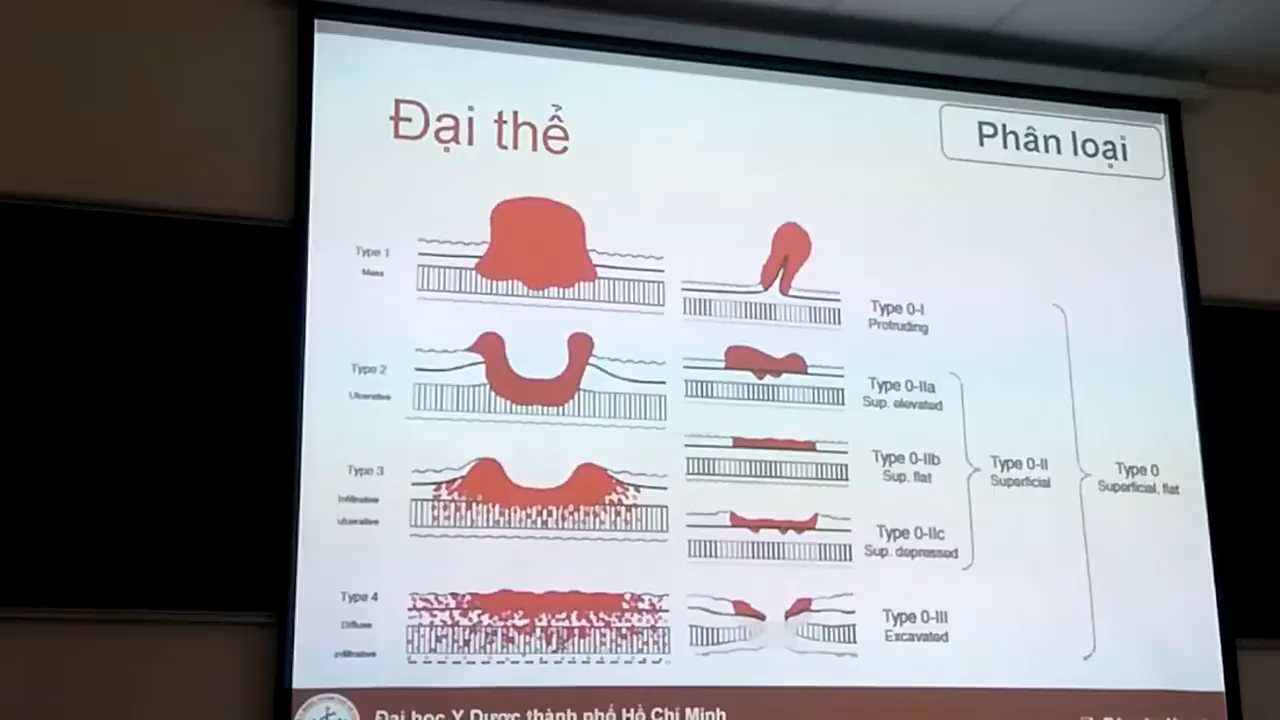 Đại thể
Phân loại
Type 1
Mass
Type 2
Ulcerative
Type 3
Infiltrative
ulcerative
Type 4
Diffuse
infiltrative
Type 0-I
Protruding
Type 0-IIa
Sup. elevated
Type 0-IIb
Sup. flat
Type 0-IIc
Sup. depressed
Type 0-III
Excavated
Type 0-II
Superficial
Type 0
Superficial, flat
Đại học Y Dược thành phố Hồ Chí Minh